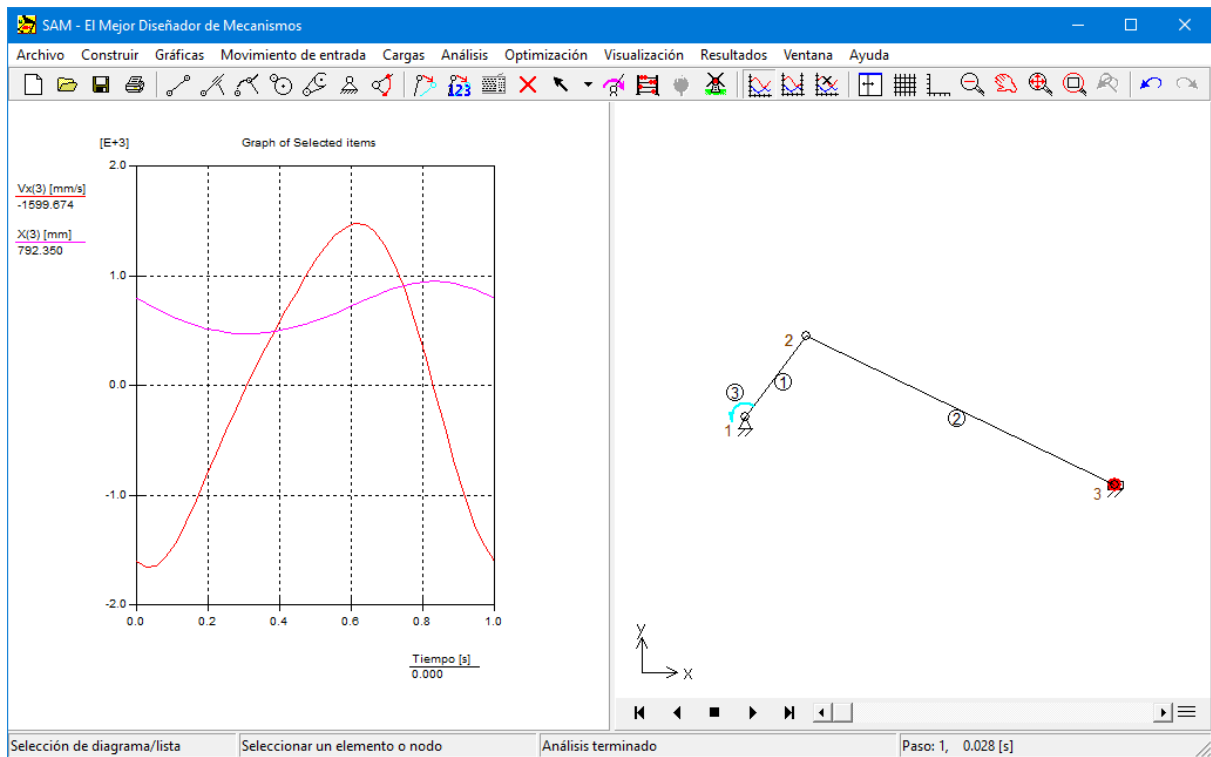 SAM - El Mejor Diseñador de Mecanismos
Archivo Construir Gráficas Movimiento de entrada Cargas Análisis Optimización Visualización Resultados Ventana Ayuda
123
[E+3] Graph of Selected items
2.0
Vx(3) [mm/s]
-1599.674
X(3) [mm]
792.350
1.0
0.0
-1.0
-2.0
0.0 0.2 0.4 0.6 0.8 1.0
Tiempo [s]
0.000
2
3
1
1
2
3
y
x
Selección de diagrama/lista Seleccionar un elemento o nodo Análisis terminado Paso: 1, 0.028 [s]